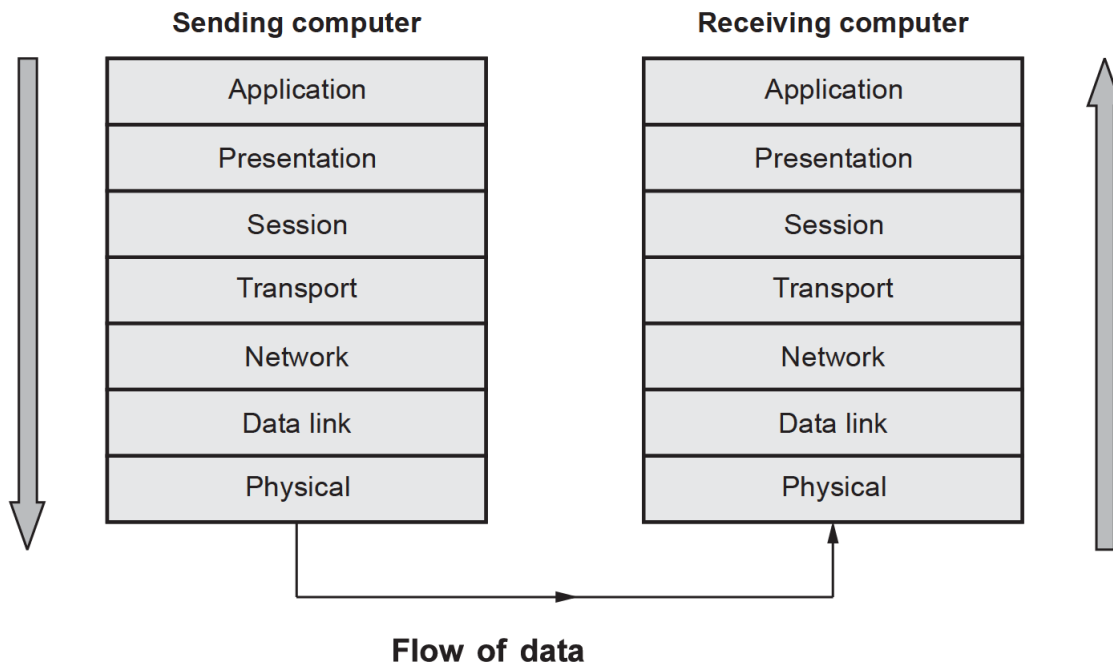 Sending computer
Application
Presentation
Session
Transport
Network
Data link
Physical
Receiving computer
Application
Presentation
Session
Transport
Network
Data link
Physical
Flow of data